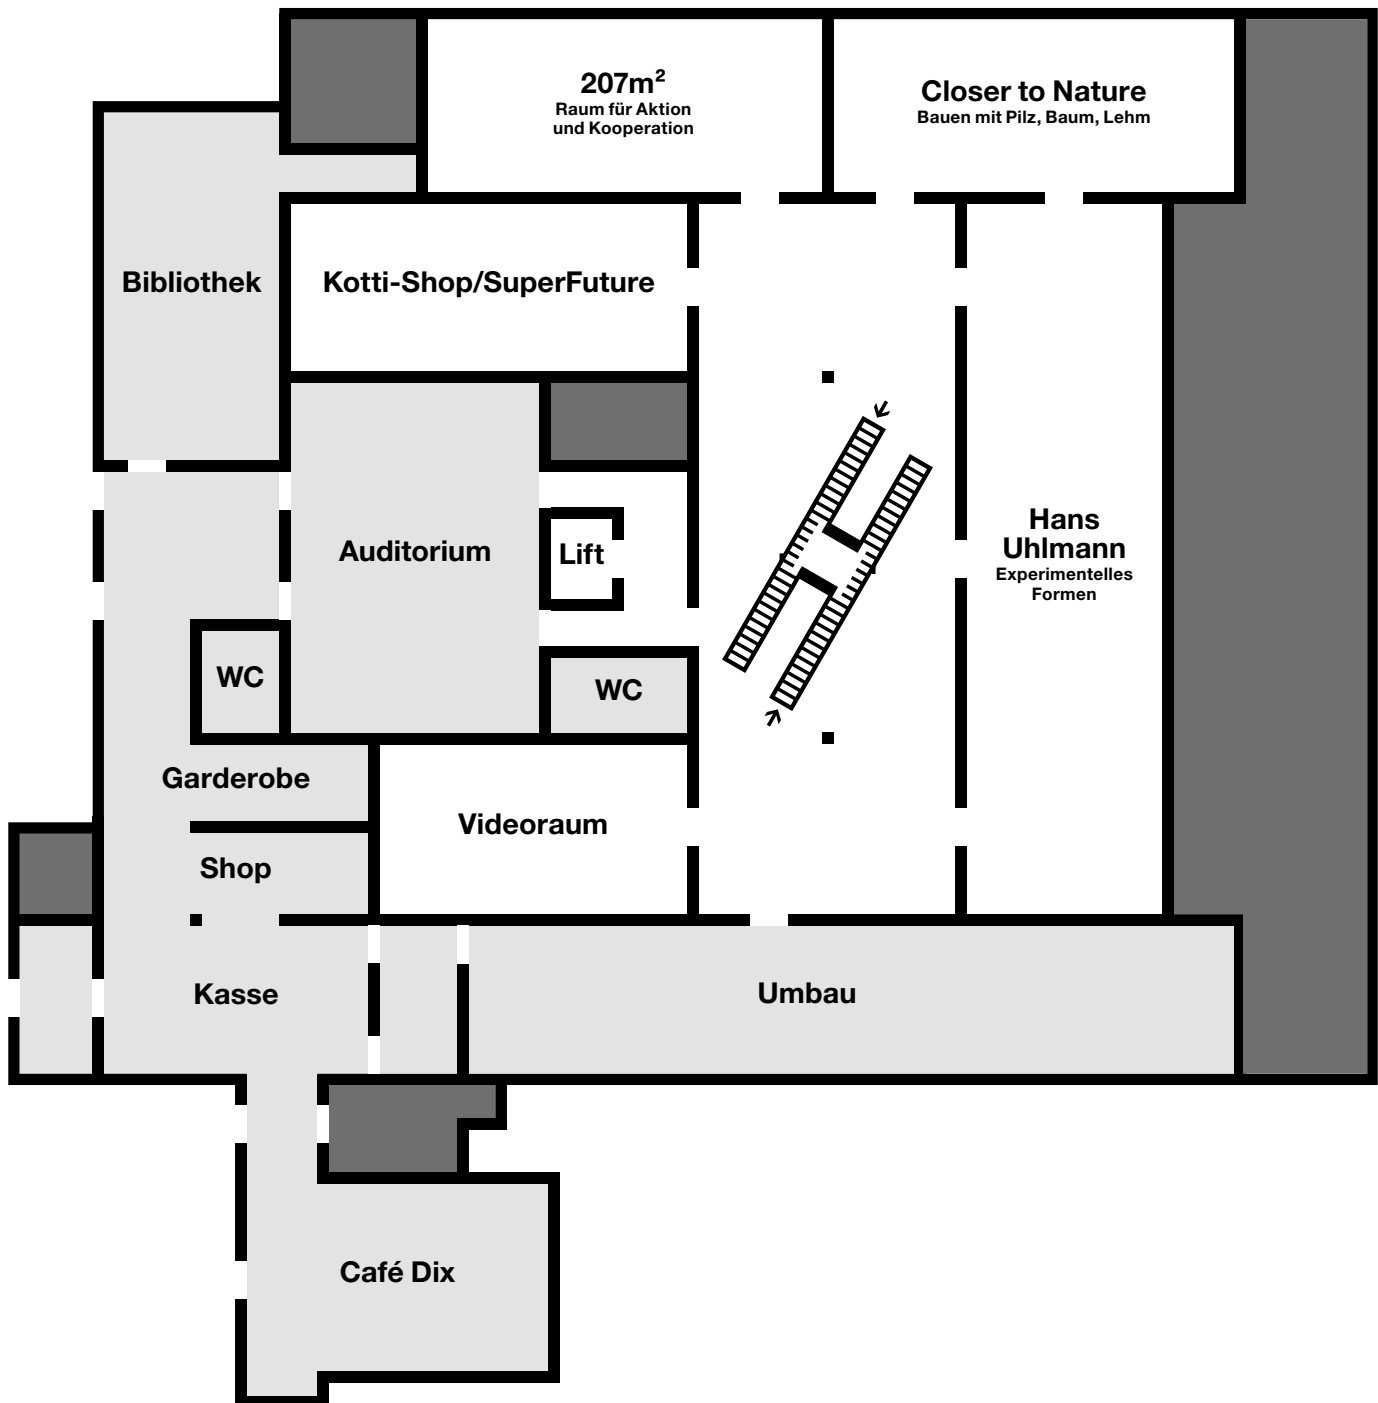 207m²
Raum für Aktion
und Kooperation
Closer to Nature
Bauen mit Pilz, Baum, Lehm
Bibliothek
Kotti-Shop/SuperFuture
Hans
Uhlmann
Experimentelles
Formen
Auditorium
Lift
WC
WC
Garderobe
Videoraum
Shop
Kasse
Umbau
Café Dix